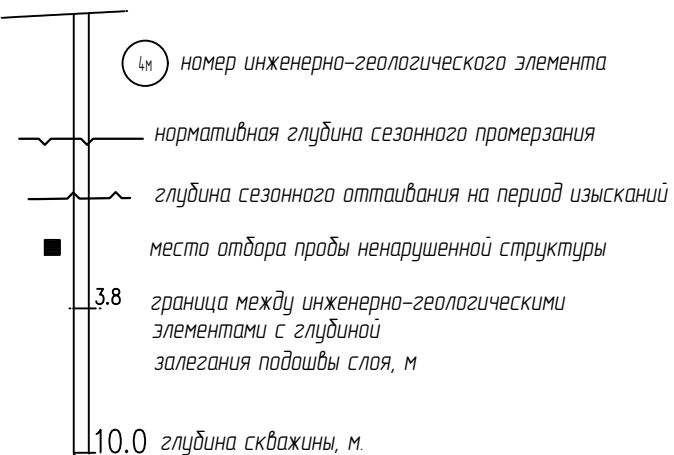 4м номер инженерно-геологического элемента
нормативная глубина сезонного промерзания
глубина сезонного оттаивания на период изысканий
место отбора пробы ненарушенной структуры
3.8 граница между инженерно-геологическими
элементами с глубиной
залегания подошвы слоя, м
10.0 глубина скважины, м.